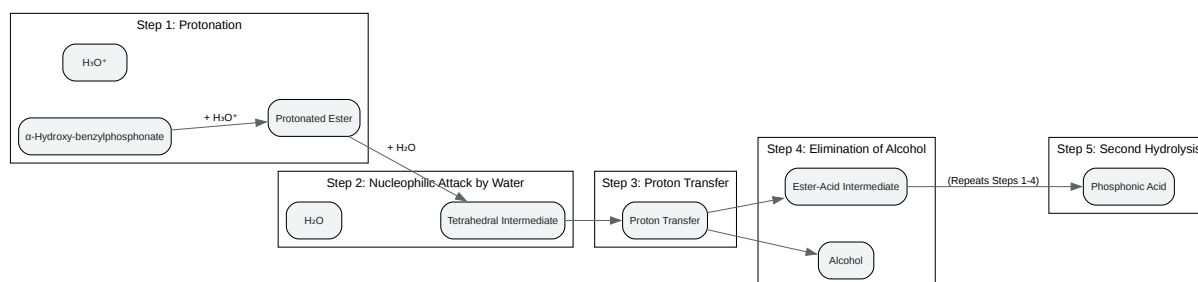 Step 1: Protonation
H₃O⁺
α-Hydroxy-benzylphosphonate
+ H₃O⁺
Protonated Ester
+ H₂O
Step 2: Nucleophilic Attack by Water
H₂O
Tetrahedral Intermediate
Step 3: Proton Transfer
Proton Transfer
Step 4: Elimination of Alcohol
Ester-Acid Intermediate
Alcohol
(Repeats Steps 1-4)
Step 5: Second Hydrolysis
Phosphonic Acid